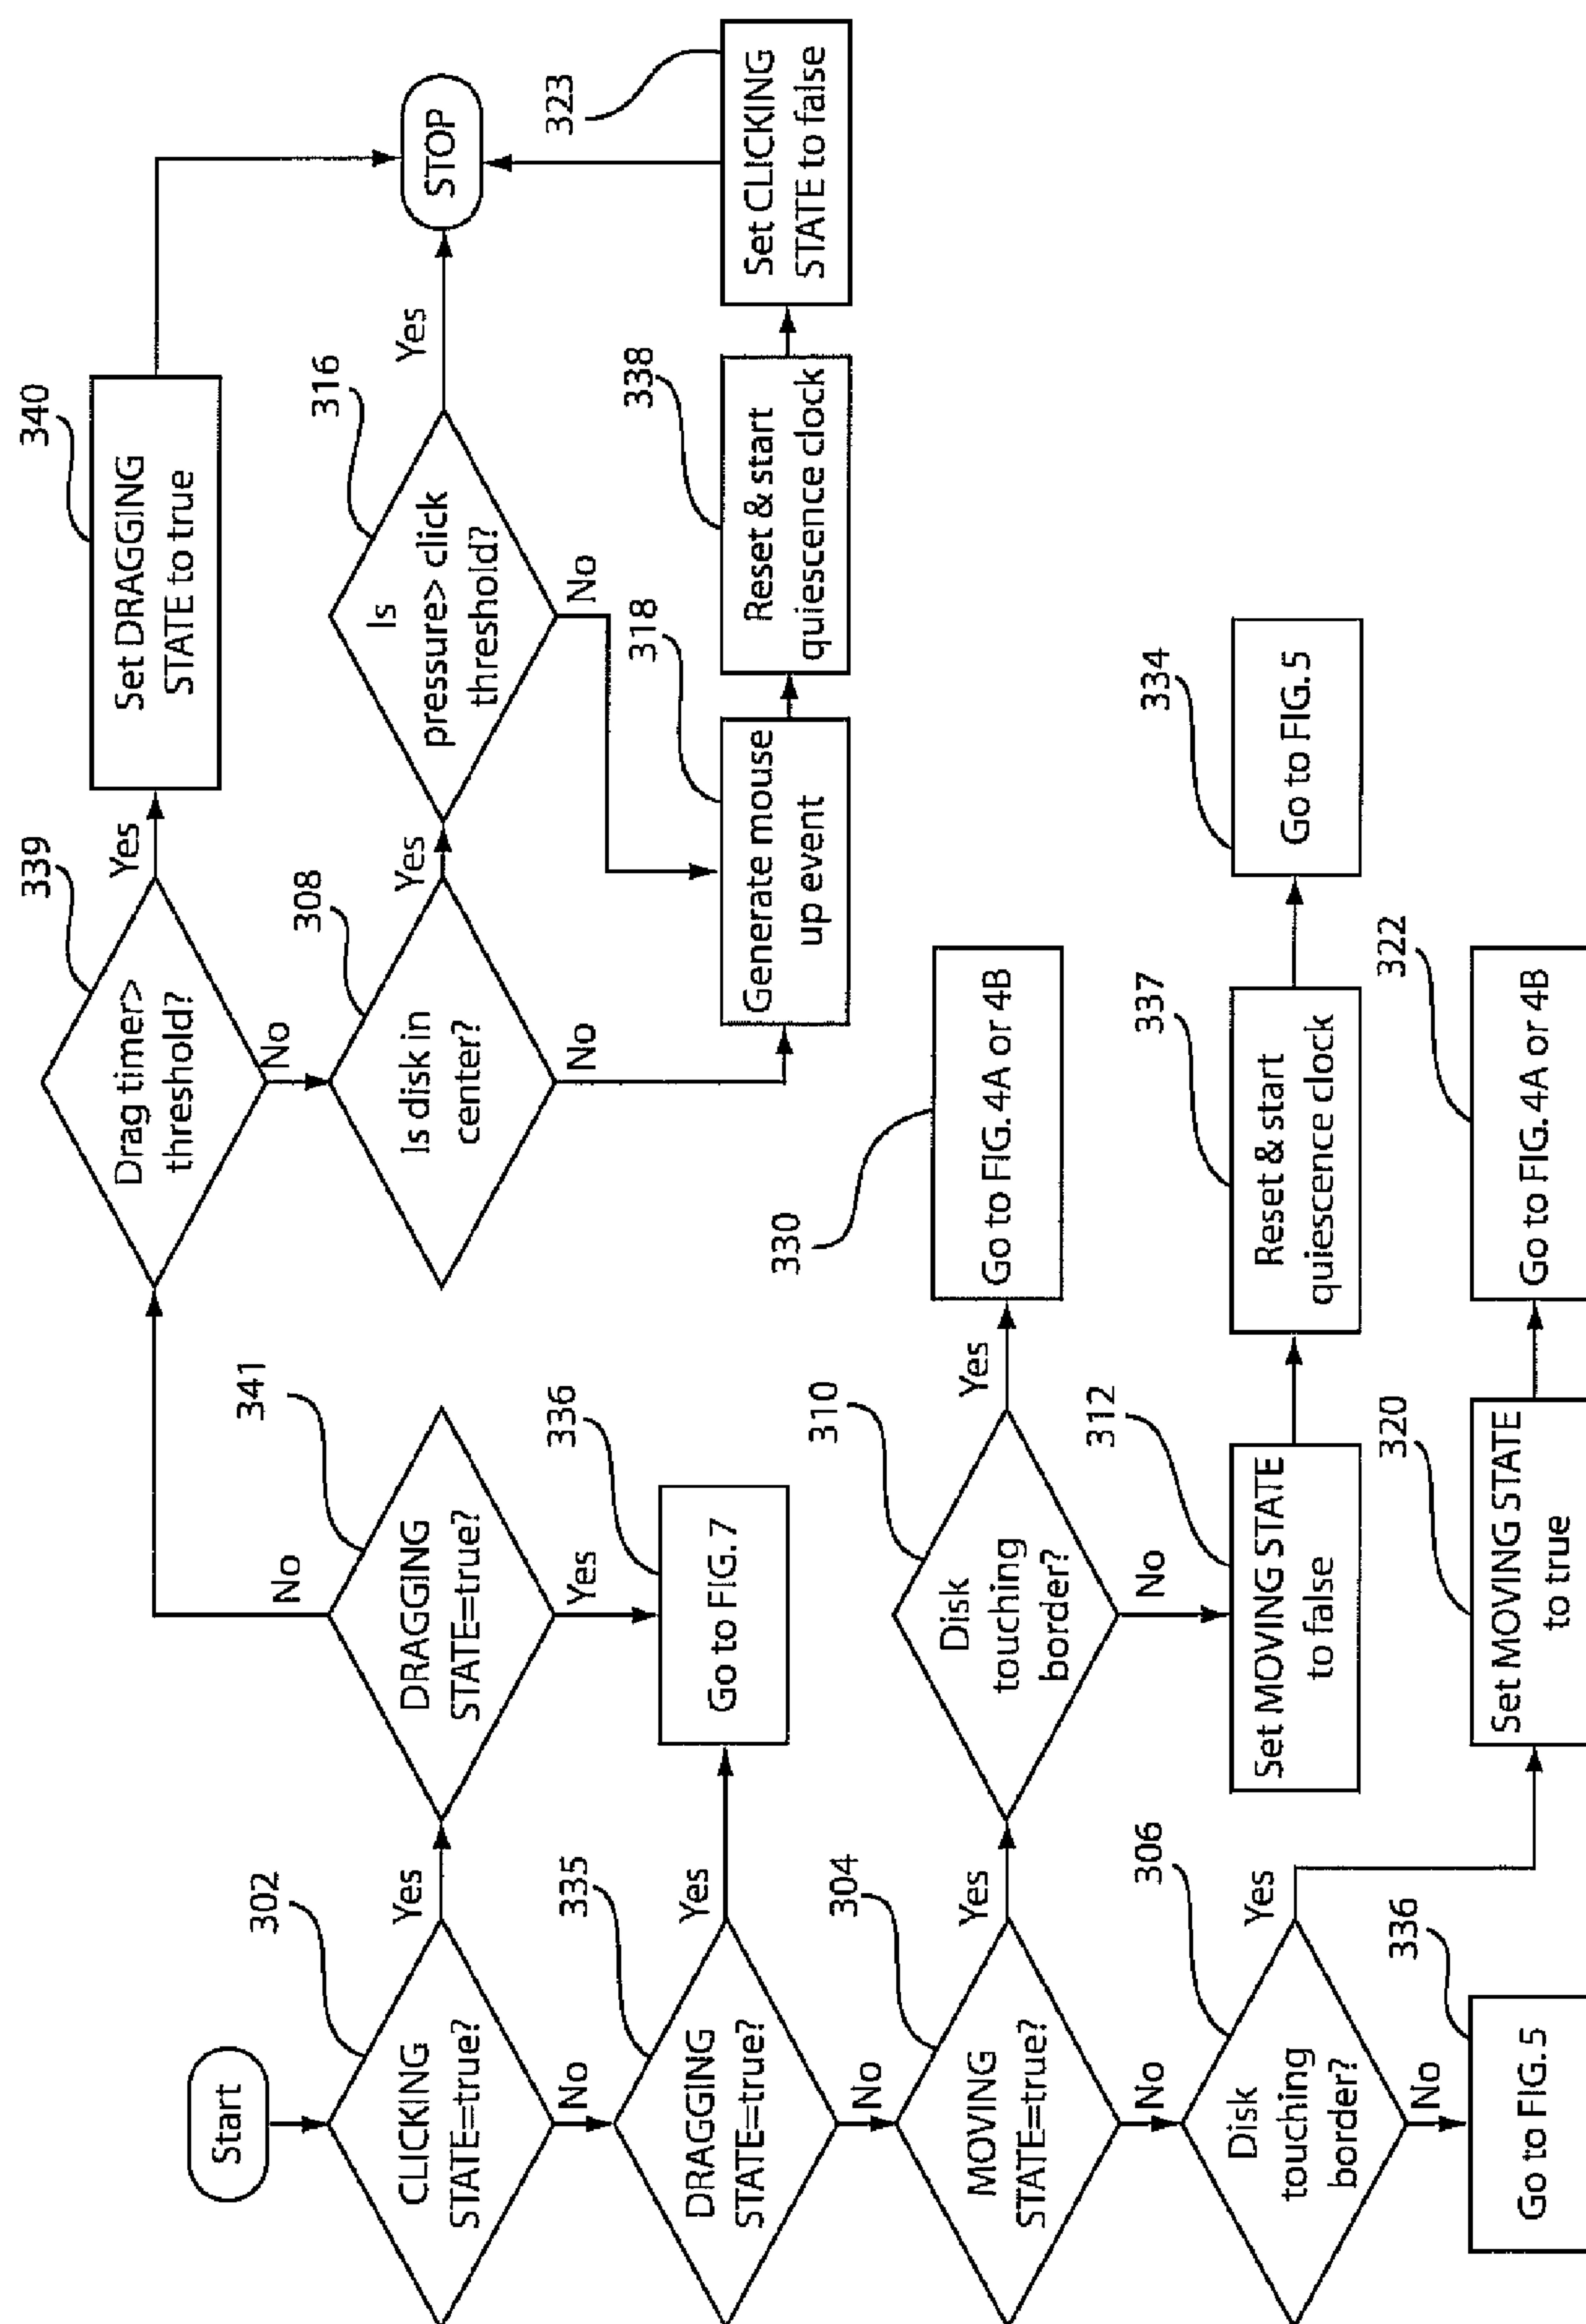 Start
302
CLICKING
STATE=true?
Yes
No
341
DRAGGING
STATE=true?
No
Yes
339
Drag timer>
threshold?
Yes
No
340
Set DRAGGING
STATE to true
308
Is disk in
center?
Yes
No
316
Is
pressure> click
threshold?
Yes
No
STOP
318
Generate mouse
up event
338
Reset & start
quiescence clock
323
Set CLICKING
STATE to false
335
DRAGGING
STATE=true?
Yes
No
336
Go to FIG. 7
304
MOVING
STATE=true?
Yes
No
310
Disk
touching
border?
Yes
No
330
Go to FIG. 4A or 4B
312
Set MOVING STATE
to false
337
Reset & start
quiescence clock
334
Go to FIG. 5
306
Disk
touching
border?
Yes
No
320
Set MOVING STATE
to true
322
Go to FIG. 4A or 4B
336
Go to FIG. 5